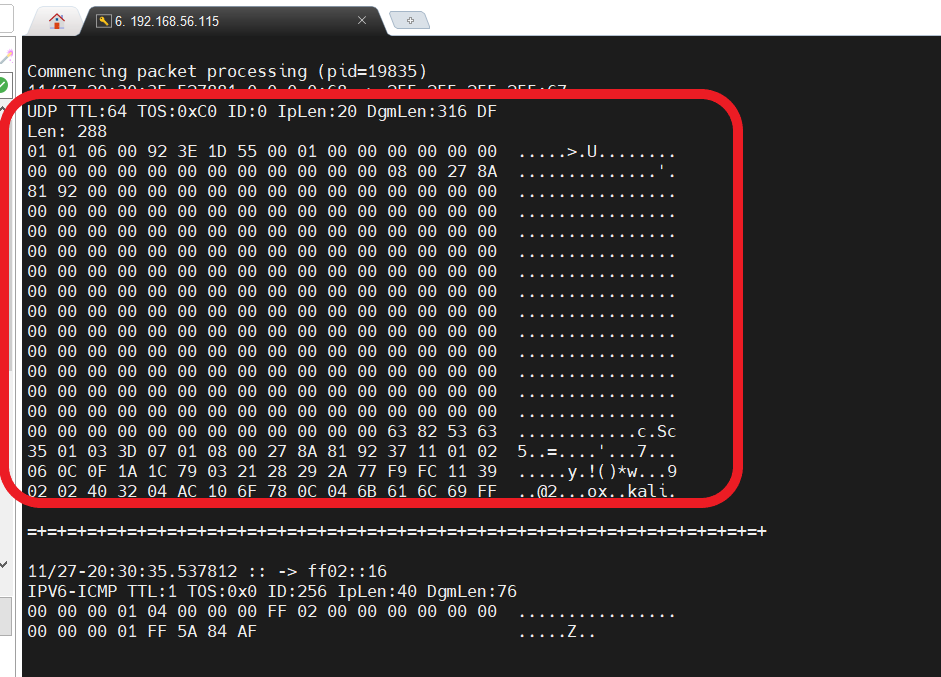 6. 192.168.56.115
Commencing packet processing (pid=19835)
11/27-20:30:35.527881 0.0.0.0:68 -> 255.255.255.255:67
UDP TTL:64 TOS:0xC0 ID:0 IpLen:20 DgmLen:316 DF
Len: 288
01 01 06 00 92 3E 1D 55 00 01 00 00 00 00 00 00 .....>.U........
00 00 00 00 00 00 00 00 00 00 00 00 08 00 27 8A ..............'.
81 92 00 00 00 00 00 00 00 00 00 00 00 00 00 00 ................
00 00 00 00 00 00 00 00 00 00 00 00 00 00 00 00 ................
00 00 00 00 00 00 00 00 00 00 00 00 00 00 00 00 ................
00 00 00 00 00 00 00 00 00 00 00 00 00 00 00 00 ................
00 00 00 00 00 00 00 00 00 00 00 00 00 00 00 00 ................
00 00 00 00 00 00 00 00 00 00 00 00 00 00 00 00 ................
00 00 00 00 00 00 00 00 00 00 00 00 00 00 00 00 ................
00 00 00 00 00 00 00 00 00 00 00 00 00 00 00 00 ................
00 00 00 00 00 00 00 00 00 00 00 00 00 00 00 00 ................
00 00 00 00 00 00 00 00 00 00 00 00 00 00 00 00 ................
00 00 00 00 00 00 00 00 00 00 00 00 00 00 00 00 ................
00 00 00 00 00 00 00 00 00 00 00 00 00 00 00 00 ................
00 00 00 00 00 00 00 00 00 00 00 00 63 82 53 63 ............c.Sc
35 01 03 3D 07 01 08 00 27 8A 81 92 37 11 01 02 5..=....'...7...
06 0C 0F 1A 1C 79 03 21 28 29 2A 77 F9 FC 11 39 .....y.!()*w...9
02 02 40 32 04 AC 10 6F 78 0C 04 6B 61 6C 69 FF ..@2...ox..kali.
=+=+=+=+=+=+=+=+=+=+=+=+=+=+=+=+=+=+=+=+=+=+=+=+=+=+=+=+=+=+=+=+=+=+=+=+=+
11/27-20:30:35.537812 :: -> ff02::16
IPV6-ICMP TTL:1 TOS:0x0 ID:256 IpLen:40 DgmLen:76
00 00 00 01 04 00 00 00 FF 02 00 00 00 00 00 00 ................
00 00 00 01 FF 5A 84 AF .....Z..